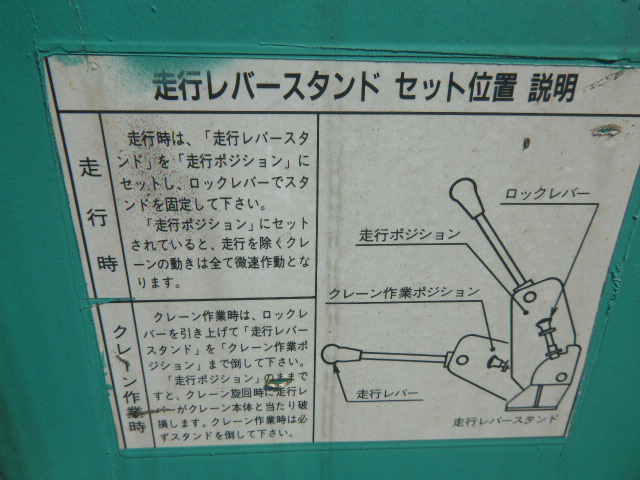 走行レバースタンド セット位置 説明
走行時
走行時は、「走行レバースタ
ンド」を「走行ポジション」に
セットし、ロックレバーでスタ
ンドを固定して下さい。
「走行ポジション」にセット
されていると、走行を除くクレ
ーンの動きは全て微速作動とな
ります。
クレーン作業時
クレーン作業時は、ロックレ
バーを引き上げて「走行レバー
スタンド」を「クレーン作業ポ
ジション」まで倒して下さい。
「走行ポジション」のままで
すと、クレーン旋回時に走行レ
バーがクレーン本体と当たり破
損します。クレーン作業時は必
ずスタンドを倒して下さい。
ロックレバー
走行ポジション
クレーン作業ポジション
走行レバー
走行レバースタンド